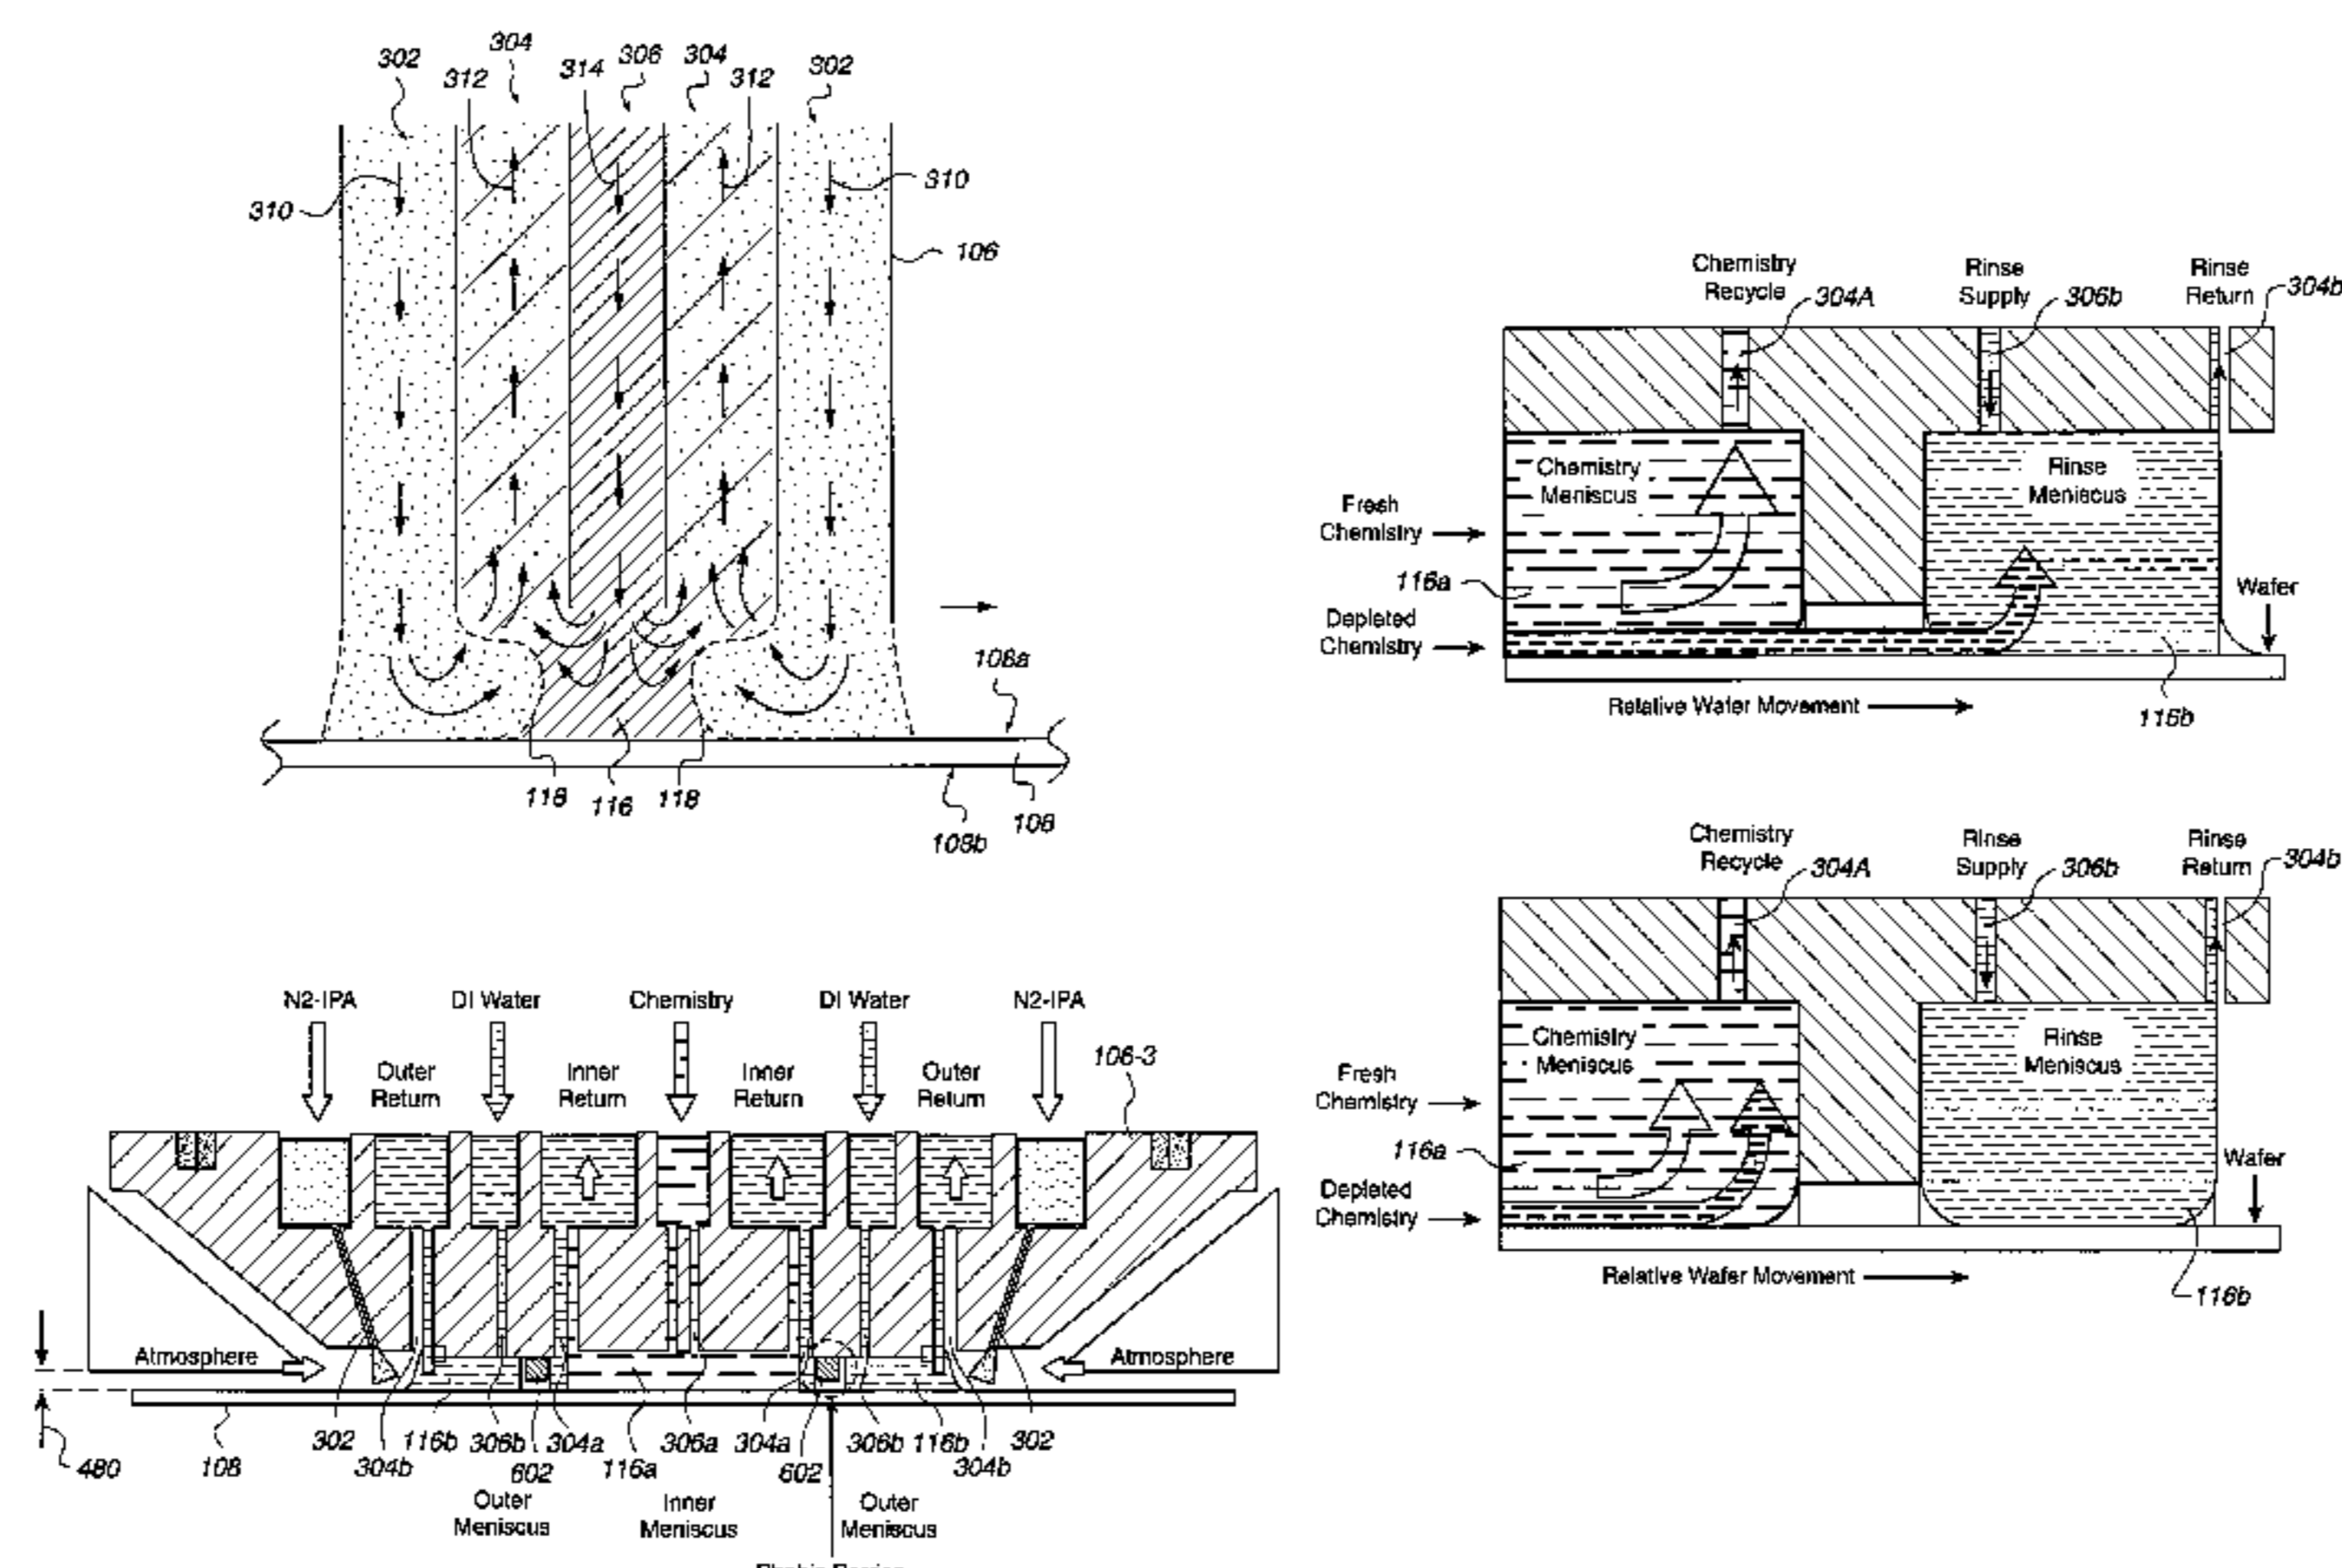 304
306
304
302
312
314
312
302
310
310
106
108a
118
116
118
108
108b
Chemistry
Recycle
304A
Rinse
Supply
306b
Rinse
Return
304b
Chemistry
Meniscus
Rinse
Meniscus
Fresh
Chemistry
116a
Depleted
Chemistry
Wafer
Relative Wafer Movement
116b
Chemistry
Recycle
304A
Rinse
Supply
306b
Rinse
Return
304b
Chemistry
Meniscus
Rinse
Meniscus
Fresh
Chemistry
116a
Depleted
Chemistry
Wafer
Relative Wafer Movement
116b
N2-IPA
DI Water
Chemistry
DI Water
N2-IPA
Outer
Return
Inner
Return
Inner
Return
Outer
Return
106-3
Atmosphere
Atmosphere
302
116b
306b
304a
306a
304a
306b
116b
302
480
108
304b
602
116a
602
304b
Outer
Meniscus
Inner
Meniscus
Outer
Meniscus